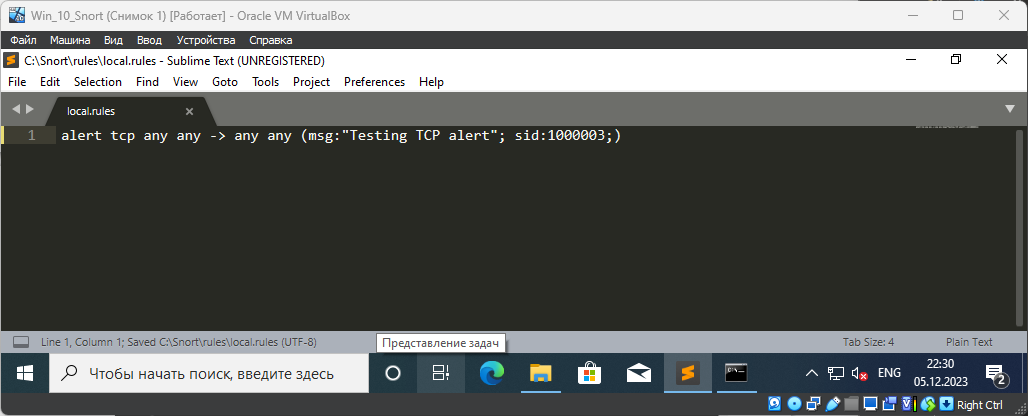 Win_10_Snort (Снимок 1) [Работает] - Oracle VM VirtualBox
Файл Машина Вид Ввод Устройства Справка
C:\Snort\rules\local.rules - Sublime Text (UNREGISTERED)
File Edit Selection Find View Goto Tools Project Preferences Help
local.rules
1 alert tcp any any -> any any (msg:"Testing TCP alert"; sid:1000003;)
Line 1, Column 1; Saved C:\Snort\rules\local.rules (UTF-8) Tab Size: 4 Plain Text
Представление задач
Чтобы начать поиск, введите здесь
ENG
22:30
05.12.2023
2
Right Ctrl